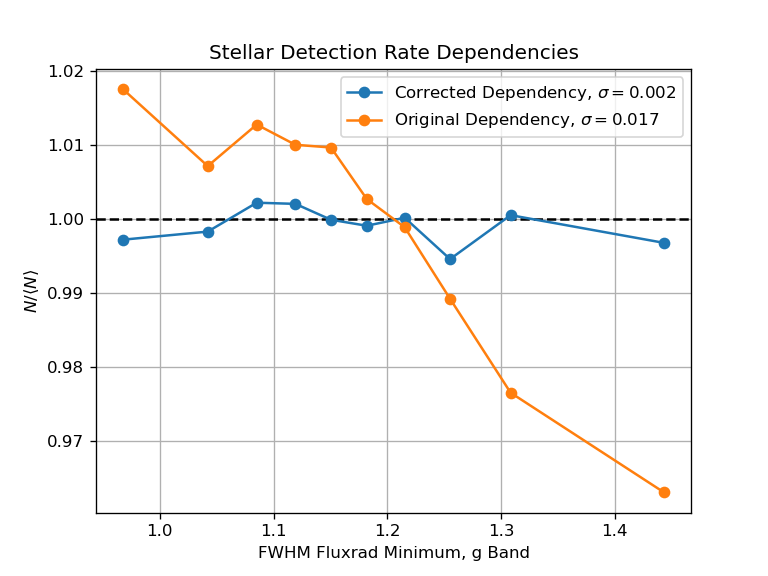 Stellar Detection Rate Dependencies
1.02
1.01
1.00
0.99
0.98
0.97
N/⟨N⟩
Corrected Dependency, σ = 0.002
Original Dependency, σ = 0.017
1.0 1.1 1.2 1.3 1.4
FWHM Fluxrad Minimum, g Band